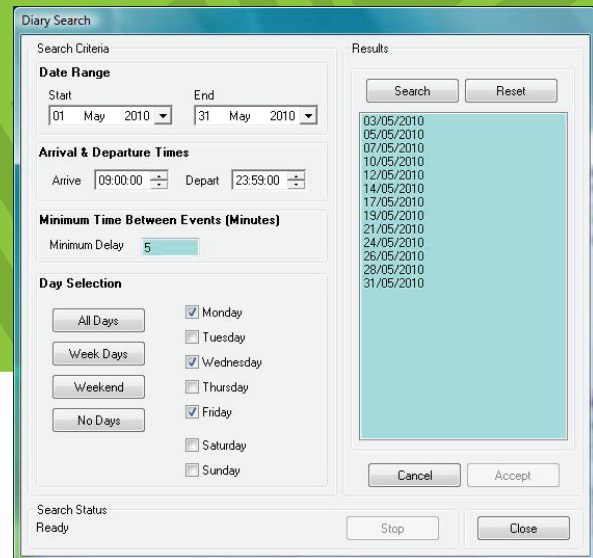 Diary Search
Search Criteria
Date Range
Start End
01 May 2010 31 May 2010
Arrival & Departure Times
Arrive 09:00:00 Depart 23:59:00
Minimum Time Between Events (Minutes)
Minimum Delay 5
Day Selection
All Days
Week Days
Weekend
No Days
Monday
Tuesday
Wednesday
Thursday
Friday
Saturday
Sunday
Results
Search Reset
03/05/2010
05/05/2010
07/05/2010
10/05/2010
12/05/2010
14/05/2010
17/05/2010
19/05/2010
21/05/2010
24/05/2010
26/05/2010
28/05/2010
31/05/2010
Cancel Accept
Search Status
Ready Stop Close